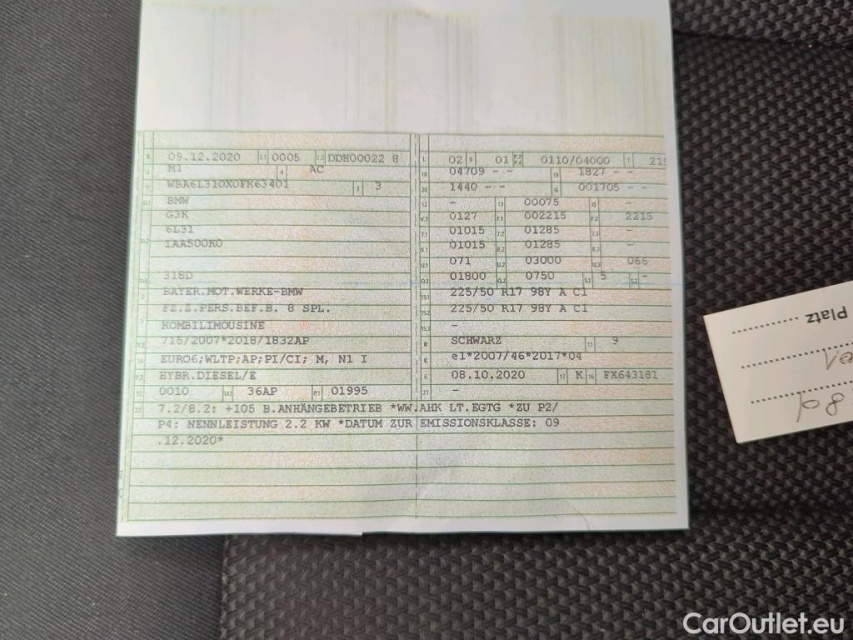 09.12.2020 0005 DDH00022 8
M1 AC
WBA6L310X0FK63401 3
BMW
G3K
6L31
1AA500K0
318D
BAYER.MOT.WERKE-BMW
FZ.Z.PERS.BEF.B. 8 SPL.
KOMBILIMOUSINE
715/2007*2018/1832AP
EURO6;WLTP;AP;PI/CI; M, N1 I
HYBR.DIESEL/E
0010 36AP 01995
02 01 0110/04000
04709 - - 1827 - -
1440 - - 001705 - -
- 00075 -
0127 002215 2215
01015 01285 -
01015 01285 -
071 03000 066
01800 0750 5 -
225/50 R17 98Y A C1
225/50 R17 98Y A C1
-
SCHWARZ 9
e1*2007/46*2017*04
08.10.2020 K FX643181
-
7.2/8.2: +105 B.ANHÄNGEBETRIEB *WW.AHK LT.EGTG *ZU P2/
P4: NENNLEISTUNG 2.2 KW *DATUM ZUR EMISSIONSKLASSE: 09
.12.2020*
Platz
CarOutlet.eu